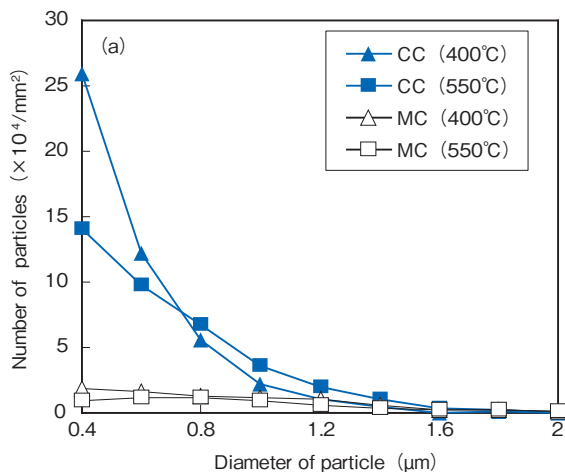 (a)
CC (400℃)
CC (550℃)
MC (400℃)
MC (550℃)
Number of particles (×10⁴/mm²)
30
25
20
15
10
5
0
0.4
0.8
1.2
1.6
2
Diameter of particle (μm)